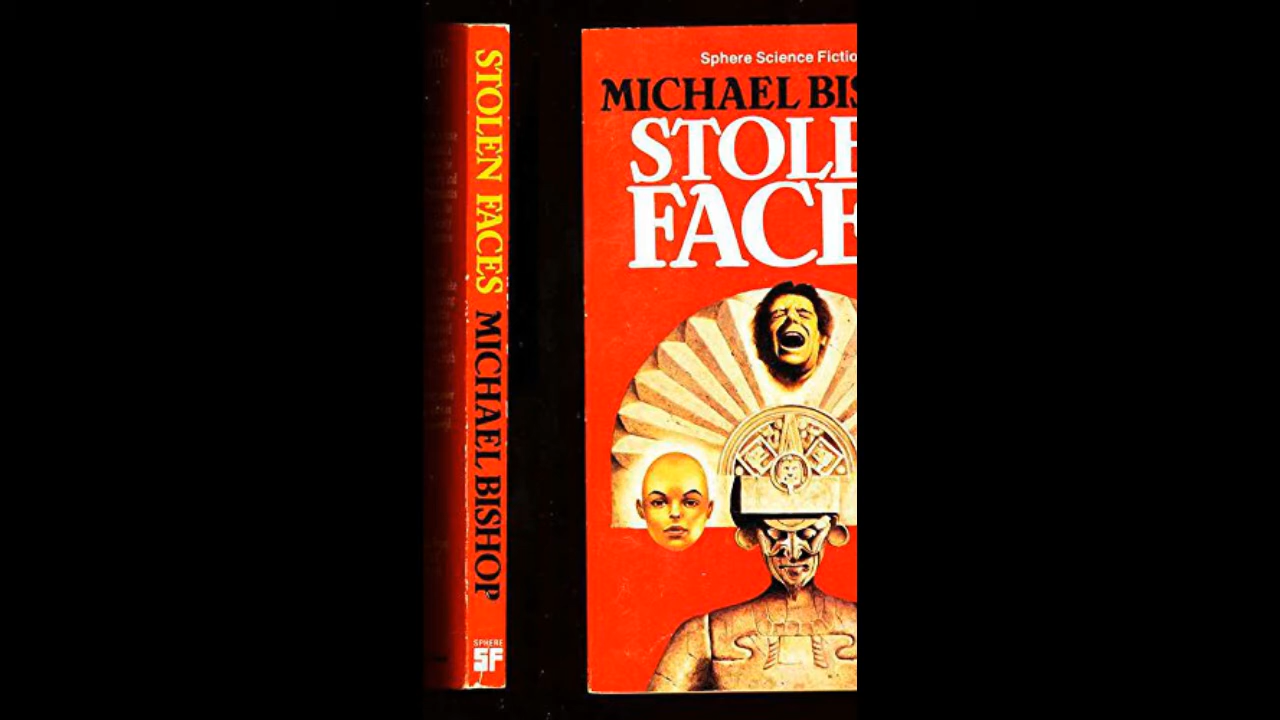 STOLEN FACES MICHAEL BISHOP
SPHERE
SF
Sphere Science Fictio
MICHAEL BIS
STOLE
FACE